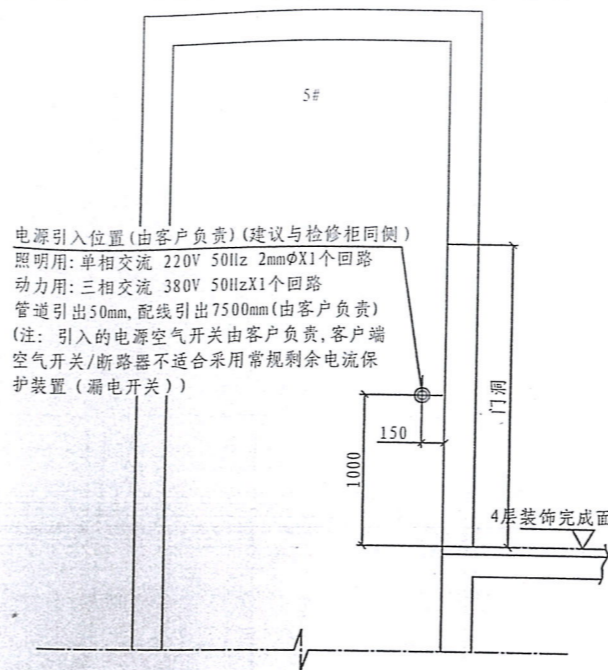 5#
电源引入位置(由客户负责)(建议与检修柜同侧)
照明用:单相交流 220V 50Hz 2mmØX1个回路
动力用:三相交流 380V 50HzX1个回路
管道引出50mm,配线引出7500mm(由客户负责)
(注: 引入的电源空气开关由客户负责,客户端
空气开关/断路器不适合采用常规剩余电流保
护装置(漏电开关))
门洞
150
1000
4层装饰完成面